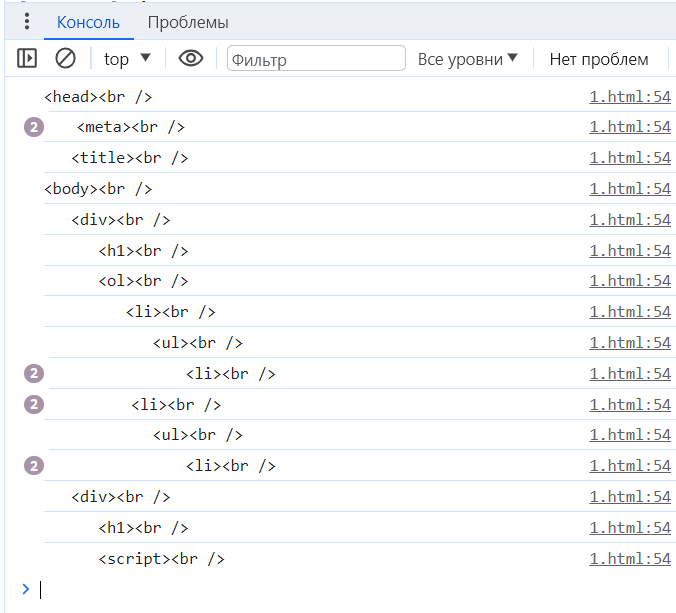 Консоль Проблемы
top Фильтр Все уровни Нет проблем
<head><br /> 1.html:54
2 <meta><br /> 1.html:54
<title><br /> 1.html:54
<body><br /> 1.html:54
<div><br /> 1.html:54
<h1><br /> 1.html:54
<ol><br /> 1.html:54
<li><br /> 1.html:54
<ul><br /> 1.html:54
2 <li><br /> 1.html:54
2 <li><br /> 1.html:54
<ul><br /> 1.html:54
2 <li><br /> 1.html:54
<div><br /> 1.html:54
<h1><br /> 1.html:54
<script><br /> 1.html:54